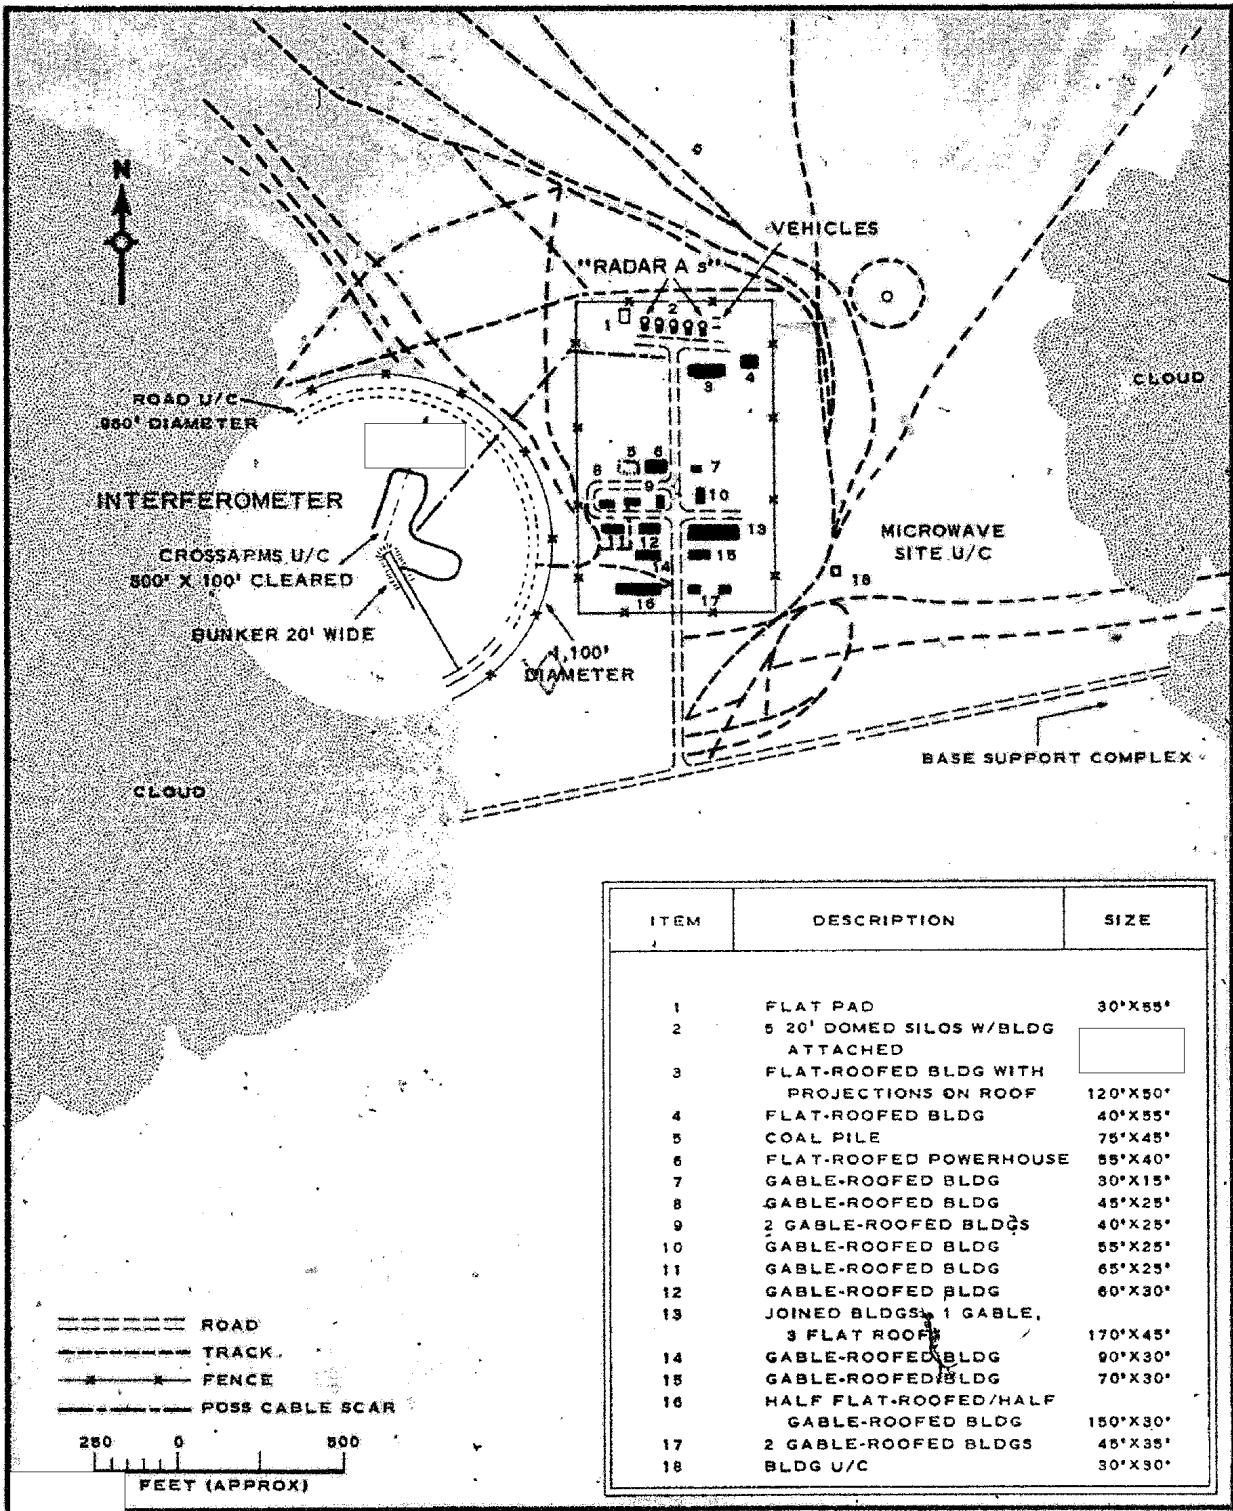 N
VEHICLES
"RADAR A s"
2
1
3
4
CLOUD
ROAD U/C
950' DIAMETER
5 6
8
7
9
10
INTERFEROMETER
MICROWAVE
SITE U/C
13
11 12
CROSSARMS U/C
500' X 100' CLEARED
15
14
18
16
17
BUNKER 20' WIDE
1,100'
DIAMETER
BASE SUPPORT COMPLEX
CLOUD
ITEM DESCRIPTION SIZE
1 FLAT PAD 30'X55'
2 5 20' DOMED SILOS W/BLDG
ATTACHED
3 FLAT-ROOFED BLDG WITH
PROJECTIONS ON ROOF 120'X50'
4 FLAT-ROOFED BLDG 40'X55'
5 COAL PILE 75'X45'
6 FLAT-ROOFED POWERHOUSE 55'X40'
7 GABLE-ROOFED BLDG 30'X15'
8 GABLE-ROOFED BLDG 45'X25'
9 2 GABLE-ROOFED BLDGS 40'X25'
10 GABLE-ROOFED BLDG 55'X25'
11 GABLE-ROOFED BLDG 65'X25'
12 GABLE-ROOFED BLDG 60'X30'
13 JOINED BLDGS, 1 GABLE,
3 FLAT ROOFS 170'X45'
14 GABLE-ROOFED BLDG 90'X30'
15 GABLE-ROOFED BLDG 70'X30'
16 HALF FLAT-ROOFED/HALF
GABLE-ROOFED BLDG 150'X30'
17 2 GABLE-ROOFED BLDGS 45'X35'
18 BLDG U/C 30'X30'
ROAD
TRACK
FENCE
POSS CABLE SCAR
250 0 500
FEET (APPROX)